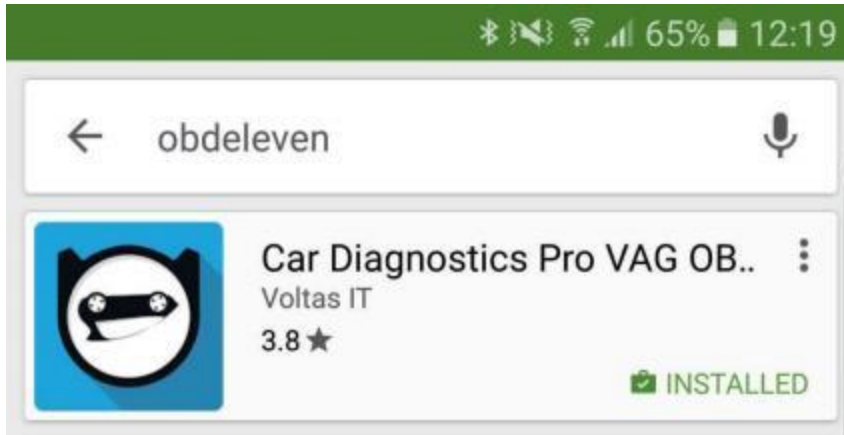 65% 12:19
obdeleven
Car Diagnostics Pro VAG OB..
Voltas IT
3.8★
INSTALLED